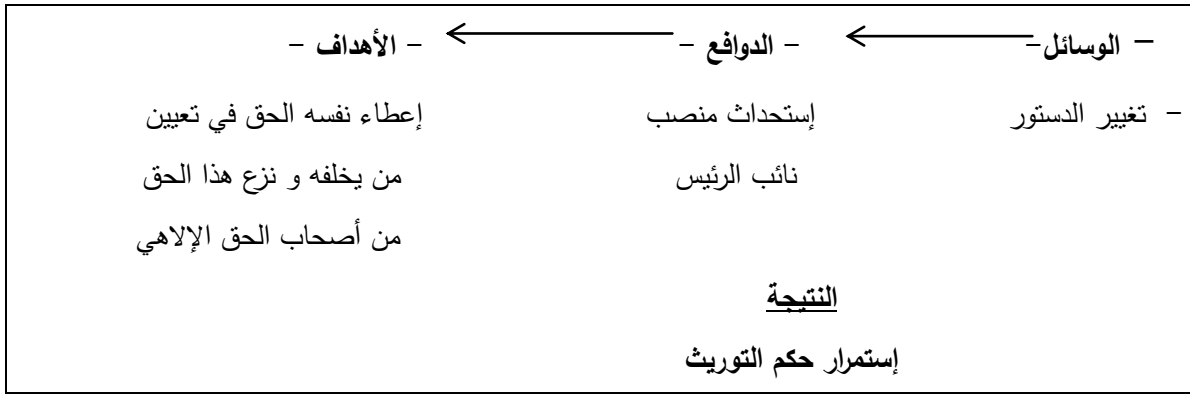 – الوسائل– – الدوافع – – الأهداف –
– تغيير الدستور إستحداث منصب إعطاء نفسه الحق في تعيين
نائب الرئيس من يخلفه و نزع هذا الحق
من أصحاب الحق الإلاهي
النتيجة
إستمرار حكم التوريث